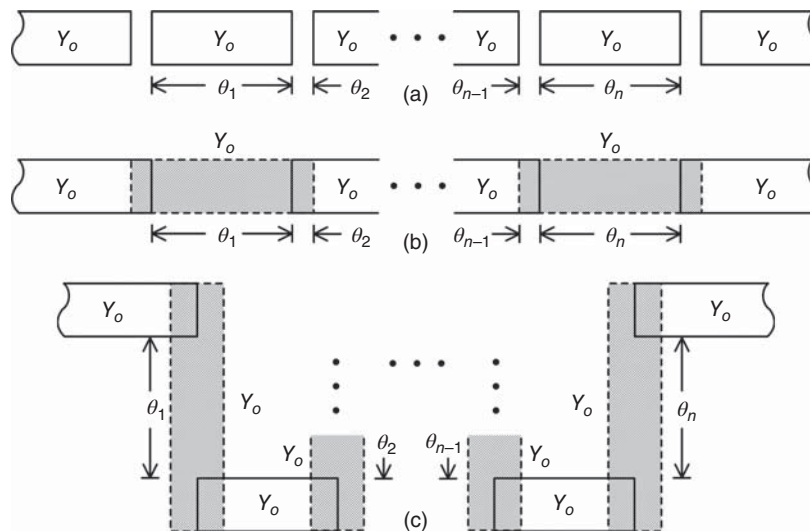 Yₒ Yₒ Yₒ Yₒ Yₒ Yₒ
θ₁ θ₂ (a) θₙ₋₁ θₙ
Yₒ Yₒ
Yₒ Yₒ Yₒ Yₒ
θ₁ θ₂ (b) θₙ₋₁ θₙ
Yₒ Yₒ
θ₁ Yₒ Yₒ θₙ
Yₒ θ₂ θₙ₋₁ Yₒ
Yₒ (c) Yₒ